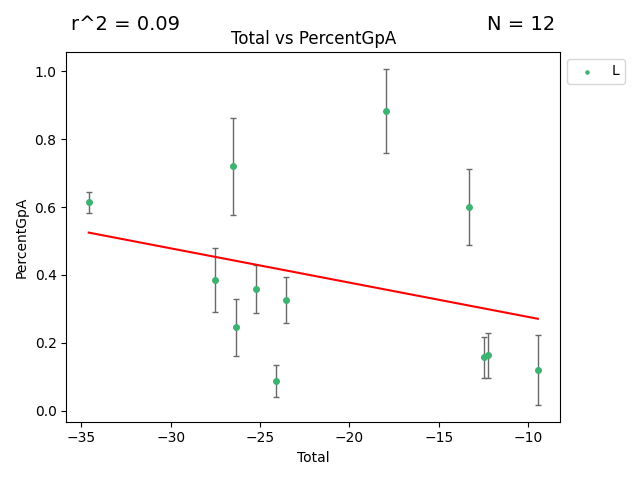 r^2 = 0.09
N = 12
Total vs PercentGpA
L
PercentGpA
1.0
0.8
0.6
0.4
0.2
0.0
−35
−30
−25
−20
−15
−10
Total